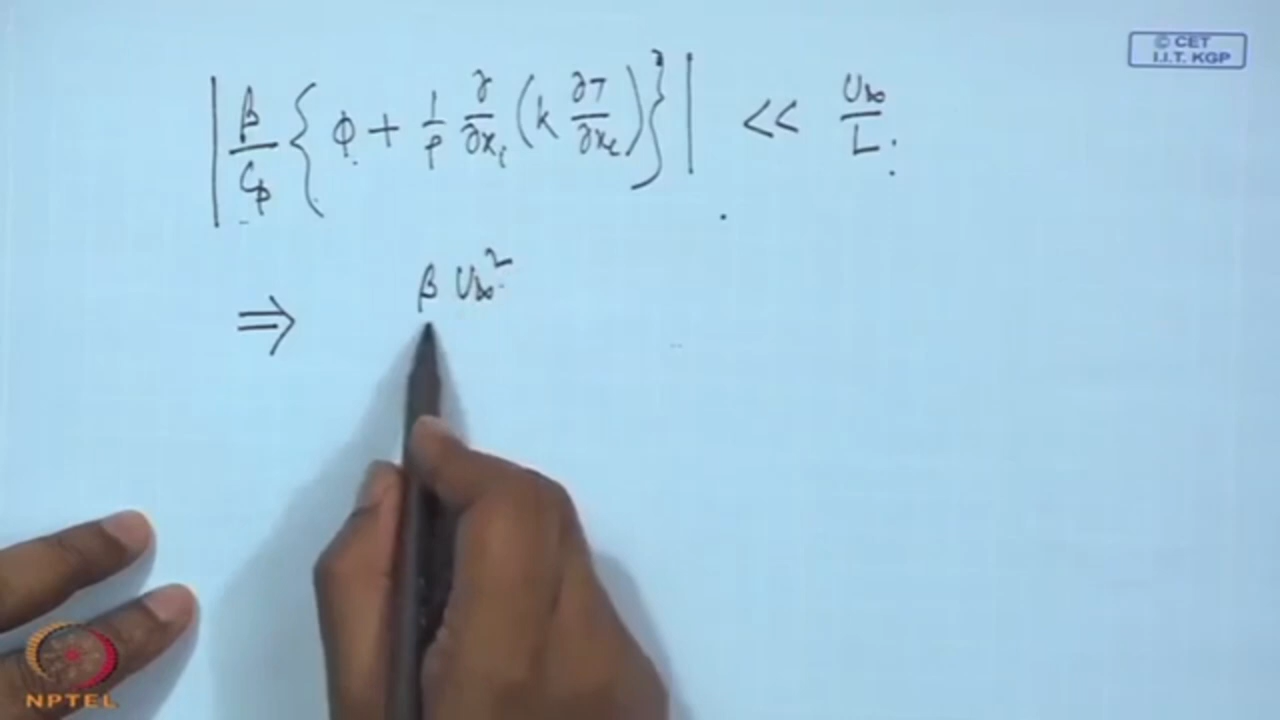 © CET
I.I.T. KGP
| β/Cp { ϕ + 1/ρ ∂/∂xᵢ ( k ∂T/∂xᵢ ) } | << U∞/L .
⇒ β U∞²
NPTEL